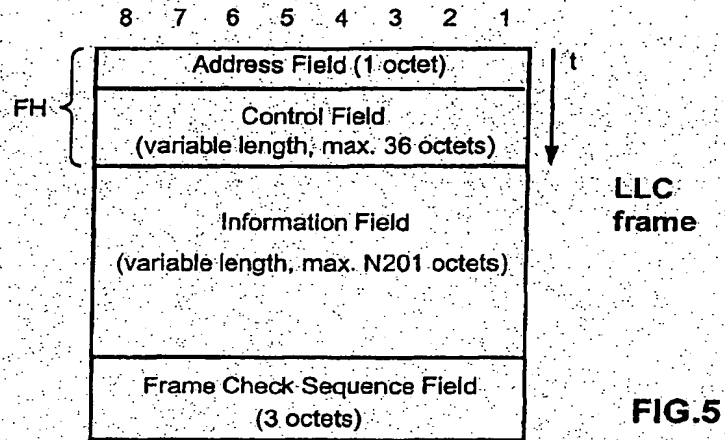 8 7 6 5 4 3 2 1
Address Field (1 octet)
t
FH
Control Field
(variable length, max. 36 octets)
LLC
frame
Information Field
(variable length, max. N201 octets)
Frame Check Sequence Field
(3 octets)
FIG.5